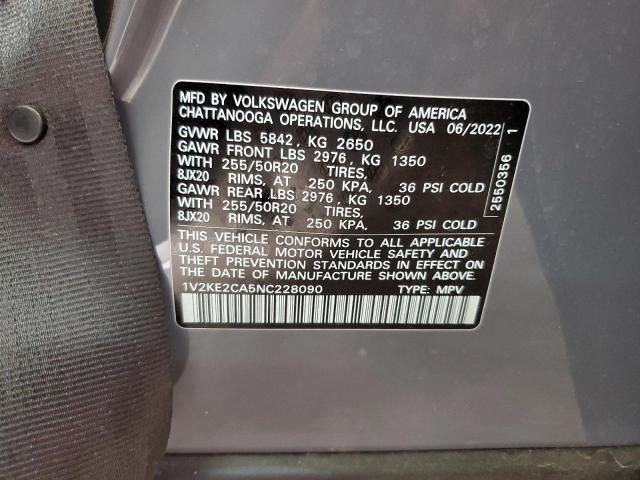 MFD BY VOLKSWAGEN GROUP OF AMERICA
CHATTANOOGA OPERATIONS, LLC. USA 06/2022
GVWR LBS 5842, KG 2650
GAWR FRONT LBS 2976, KG 1350
WITH 255/50R20 TIRES,
8JX20 RIMS, AT 250 KPA, 36 PSI COLD
GAWR REAR LBS 2976, KG 1350
WITH 255/50R20 TIRES,
8JX20 RIMS, AT 250 KPA, 36 PSI COLD
THIS VEHICLE CONFORMS TO ALL APPLICABLE
U.S. FEDERAL MOTOR VEHICLE SAFETY AND
THEFT PREVENTION STANDARDS IN EFFECT ON
THE DATE OF MANUFACTURE SHOWN ABOVE
1V2KE2CA5NC228090 TYPE: MPV
2550356 1